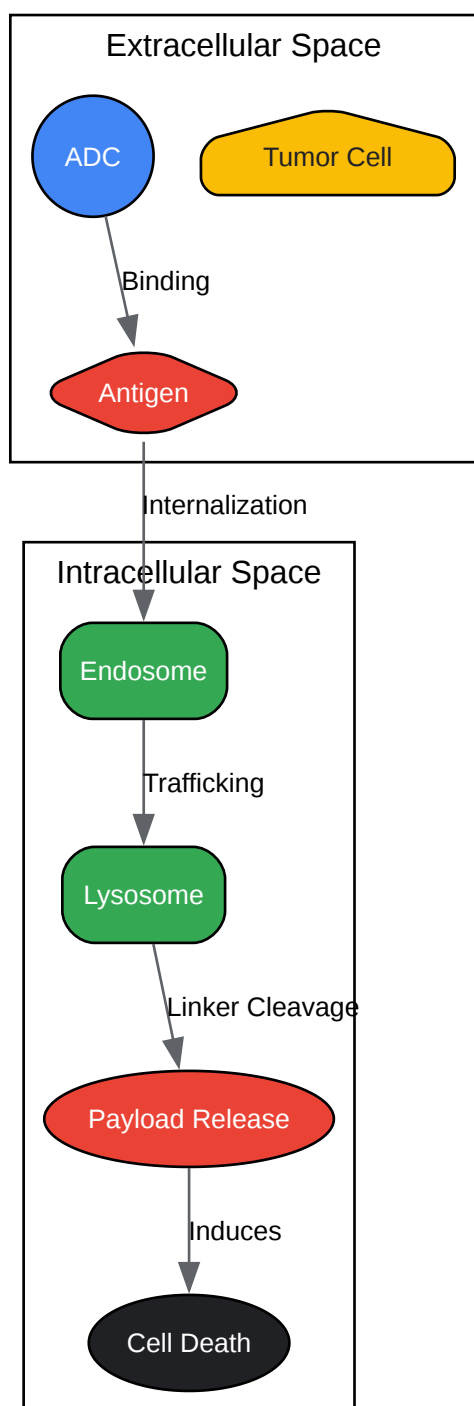 Extracellular Space
ADC
Tumor Cell
Binding
Antigen
Internalization
Intracellular Space
Endosome
Trafficking
Lysosome
Linker Cleavage
Payload Release
Induces
Cell Death